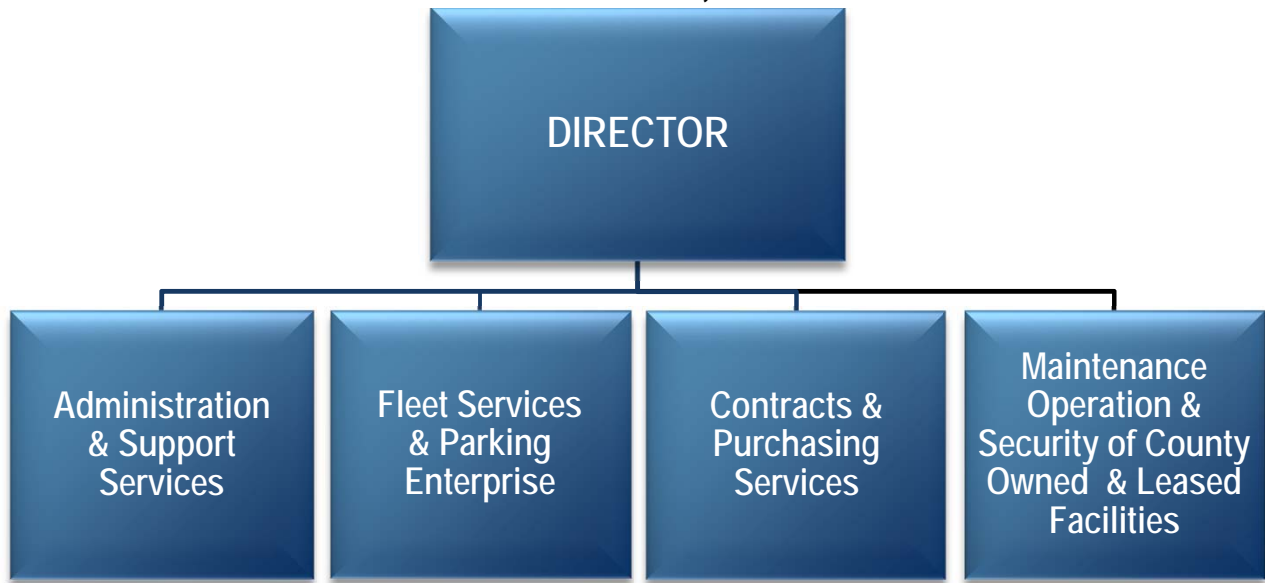 DIRECTOR
Administration
& Support
Services
Fleet Services
& Parking
Enterprise
Contracts &
Purchasing
Services
Maintenance
Operation &
Security of County
Owned & Leased
Facilities